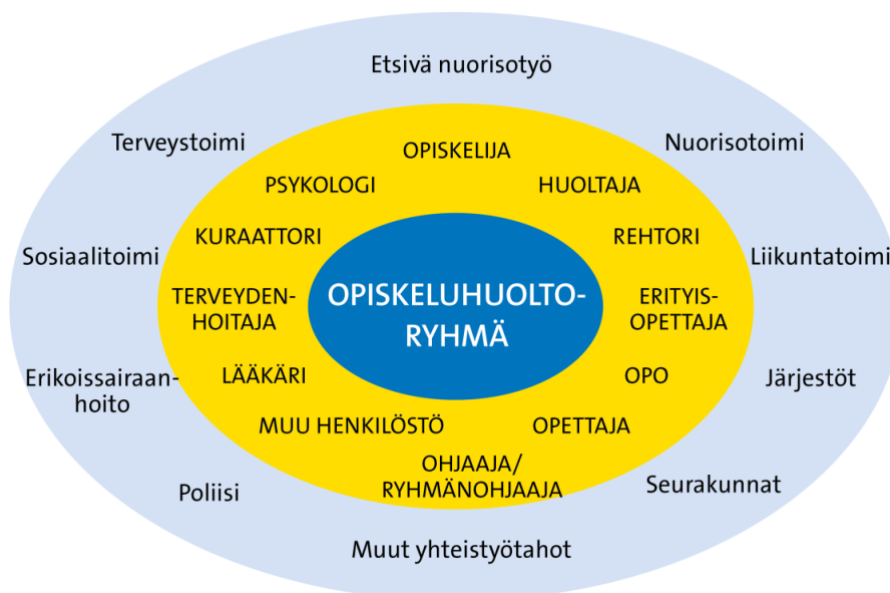 Etsivä nuorisotyö
Terveystoimi
Nuorisotoimi
OPISKELIJA
PSYKOLOGI
HUOLTAJA
KURAATTORI
REHTORI
Sosiaalitoimi
Liikuntatoimi
TERVEYDEN-
HOITAJA
OPISKELUHUOLTO-
RYHMÄ
ERITYIS-
OPETTAJA
Erikoissairaan-
hoito
LÄÄKÄRI
OPO
Järjestöt
MUU HENKILÖSTÖ
OPETTAJA
OHJAAJA/
RYHMÄNOHJAAJA
Poliisi
Seurakunnat
Muut yhteistyötahot